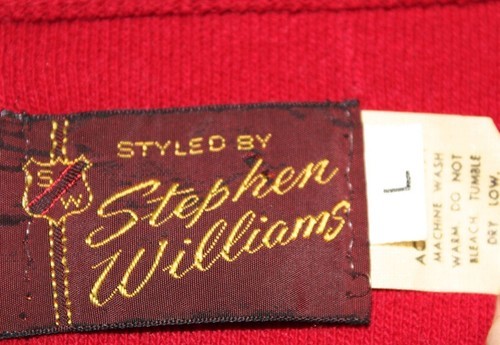 STYLED BY
Stephen
Williams
S
W
L
MACHINE WASH
WARM DO NOT
BLEACH. TUMBLE
DRY LOW,